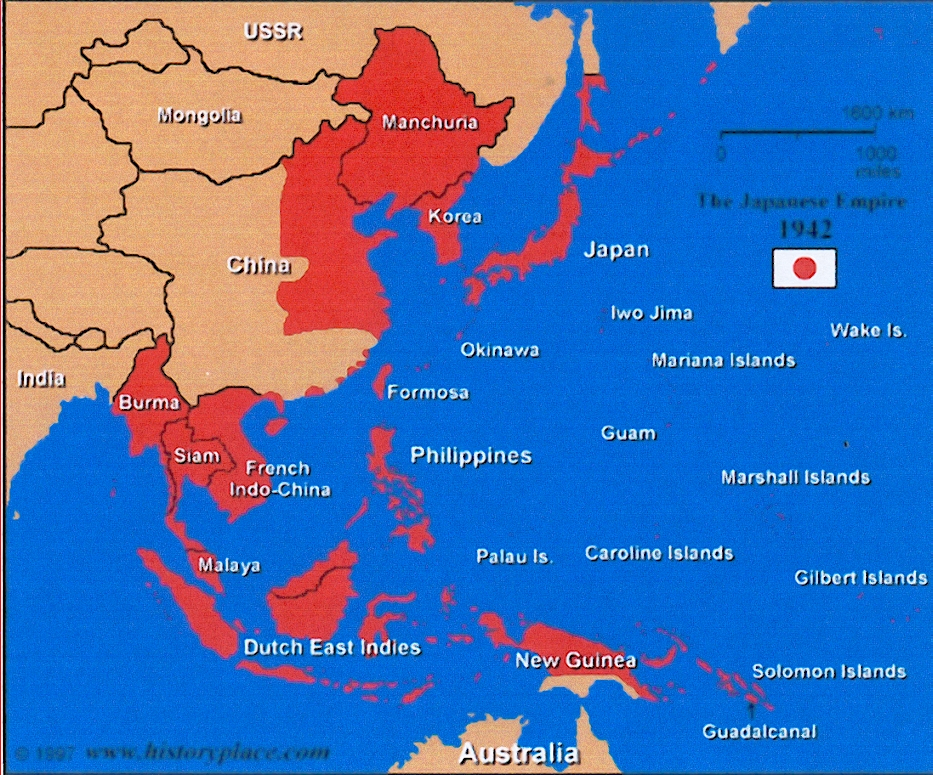 USSR
Mongolia
Manchuria
1600 km
0
1000
miles
The Japanese Empire
1942
Korea
Japan
China
Iwo Jima
Wake Is.
Okinawa
Mariana Islands
India
Burma
Formosa
Guam
Siam
French
Indo-China
Philippines
Marshall Islands
Malaya
Palau Is.
Caroline Islands
Gilbert Islands
Dutch East Indies
New Guinea
Solomon Islands
Guadalcanal
© 1997 www.historyplace.com
Australia